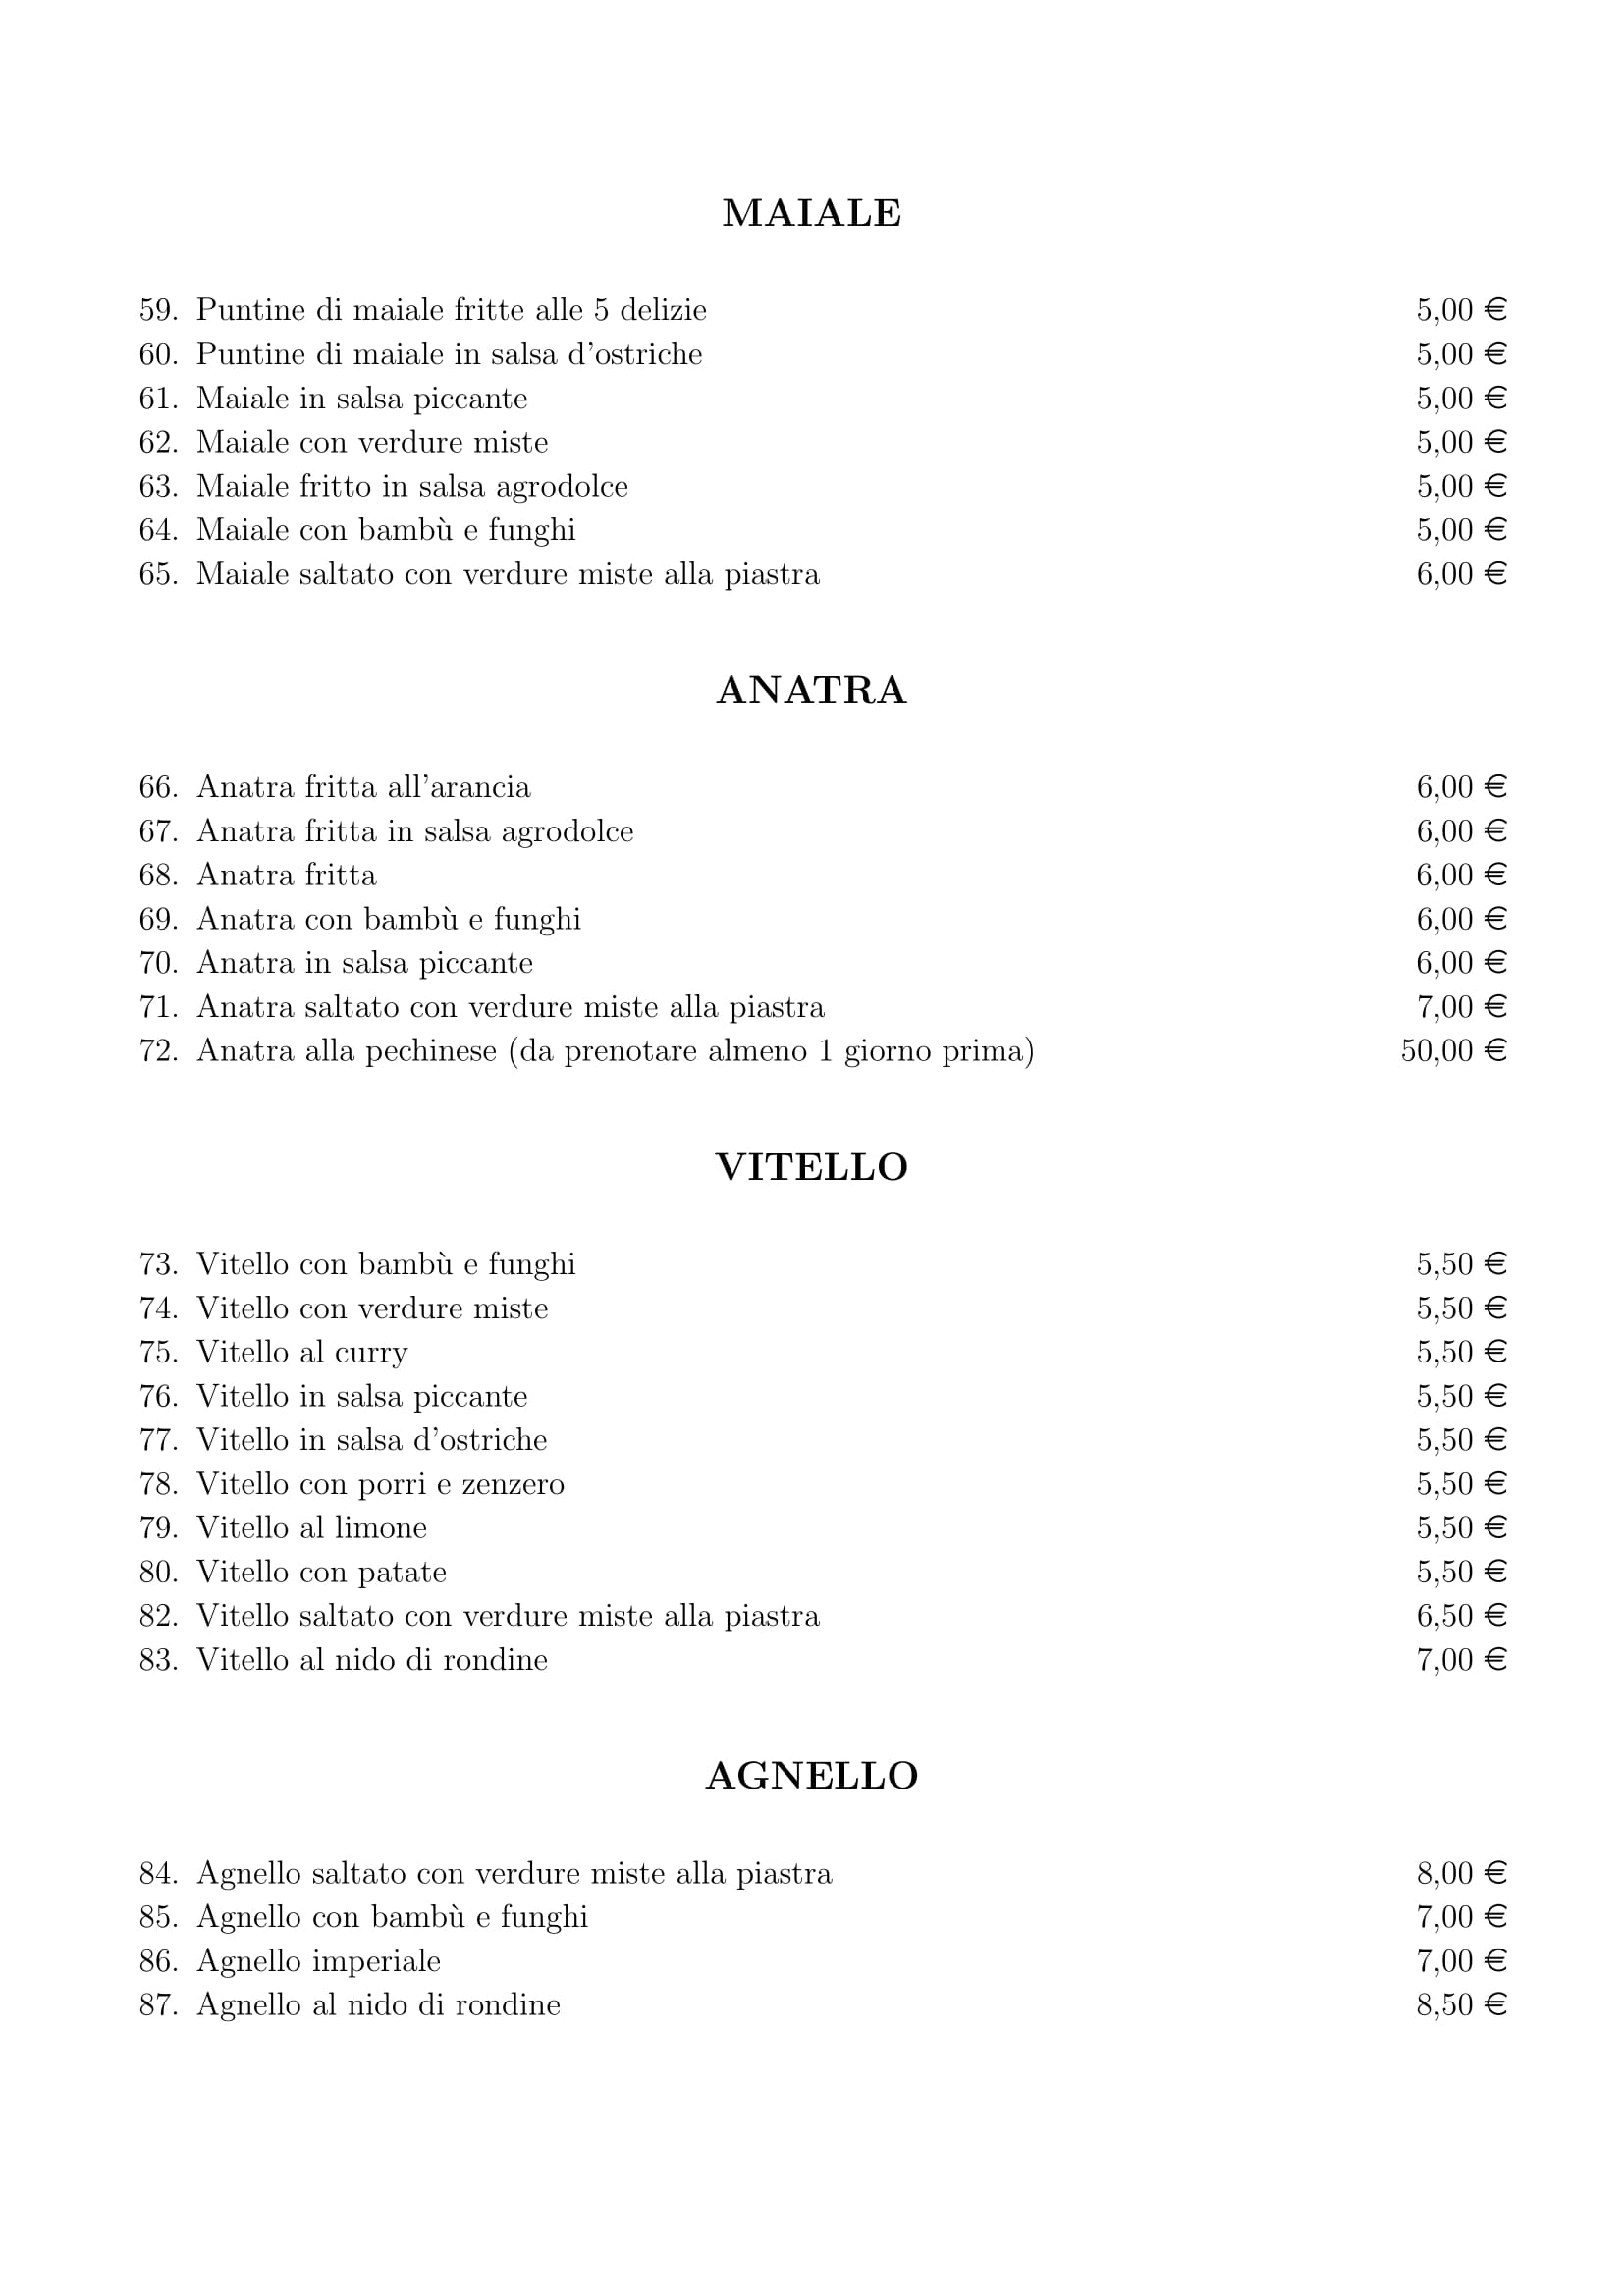 MAIALE
59. Puntine di maiale fritte alle 5 delizie 5,00 €
60. Puntine di maiale in salsa d'ostriche 5,00 €
61. Maiale in salsa piccante 5,00 €
62. Maiale con verdure miste 5,00 €
63. Maiale fritto in salsa agrodolce 5,00 €
64. Maiale con bambù e funghi 5,00 €
65. Maiale saltato con verdure miste alla piastra 6,00 €
ANATRA
66. Anatra fritta all'arancia 6,00 €
67. Anatra fritta in salsa agrodolce 6,00 €
68. Anatra fritta 6,00 €
69. Anatra con bambù e funghi 6,00 €
70. Anatra in salsa piccante 6,00 €
71. Anatra saltato con verdure miste alla piastra 7,00 €
72. Anatra alla pechinese (da prenotare almeno 1 giorno prima) 50,00 €
VITELLO
73. Vitello con bambù e funghi 5,50 €
74. Vitello con verdure miste 5,50 €
75. Vitello al curry 5,50 €
76. Vitello in salsa piccante 5,50 €
77. Vitello in salsa d'ostriche 5,50 €
78. Vitello con porri e zenzero 5,50 €
79. Vitello al limone 5,50 €
80. Vitello con patate 5,50 €
82. Vitello saltato con verdure miste alla piastra 6,50 €
83. Vitello al nido di rondine 7,00 €
AGNELLO
84. Agnello saltato con verdure miste alla piastra 8,00 €
85. Agnello con bambù e funghi 7,00 €
86. Agnello imperiale 7,00 €
87. Agnello al nido di rondine 8,50 €